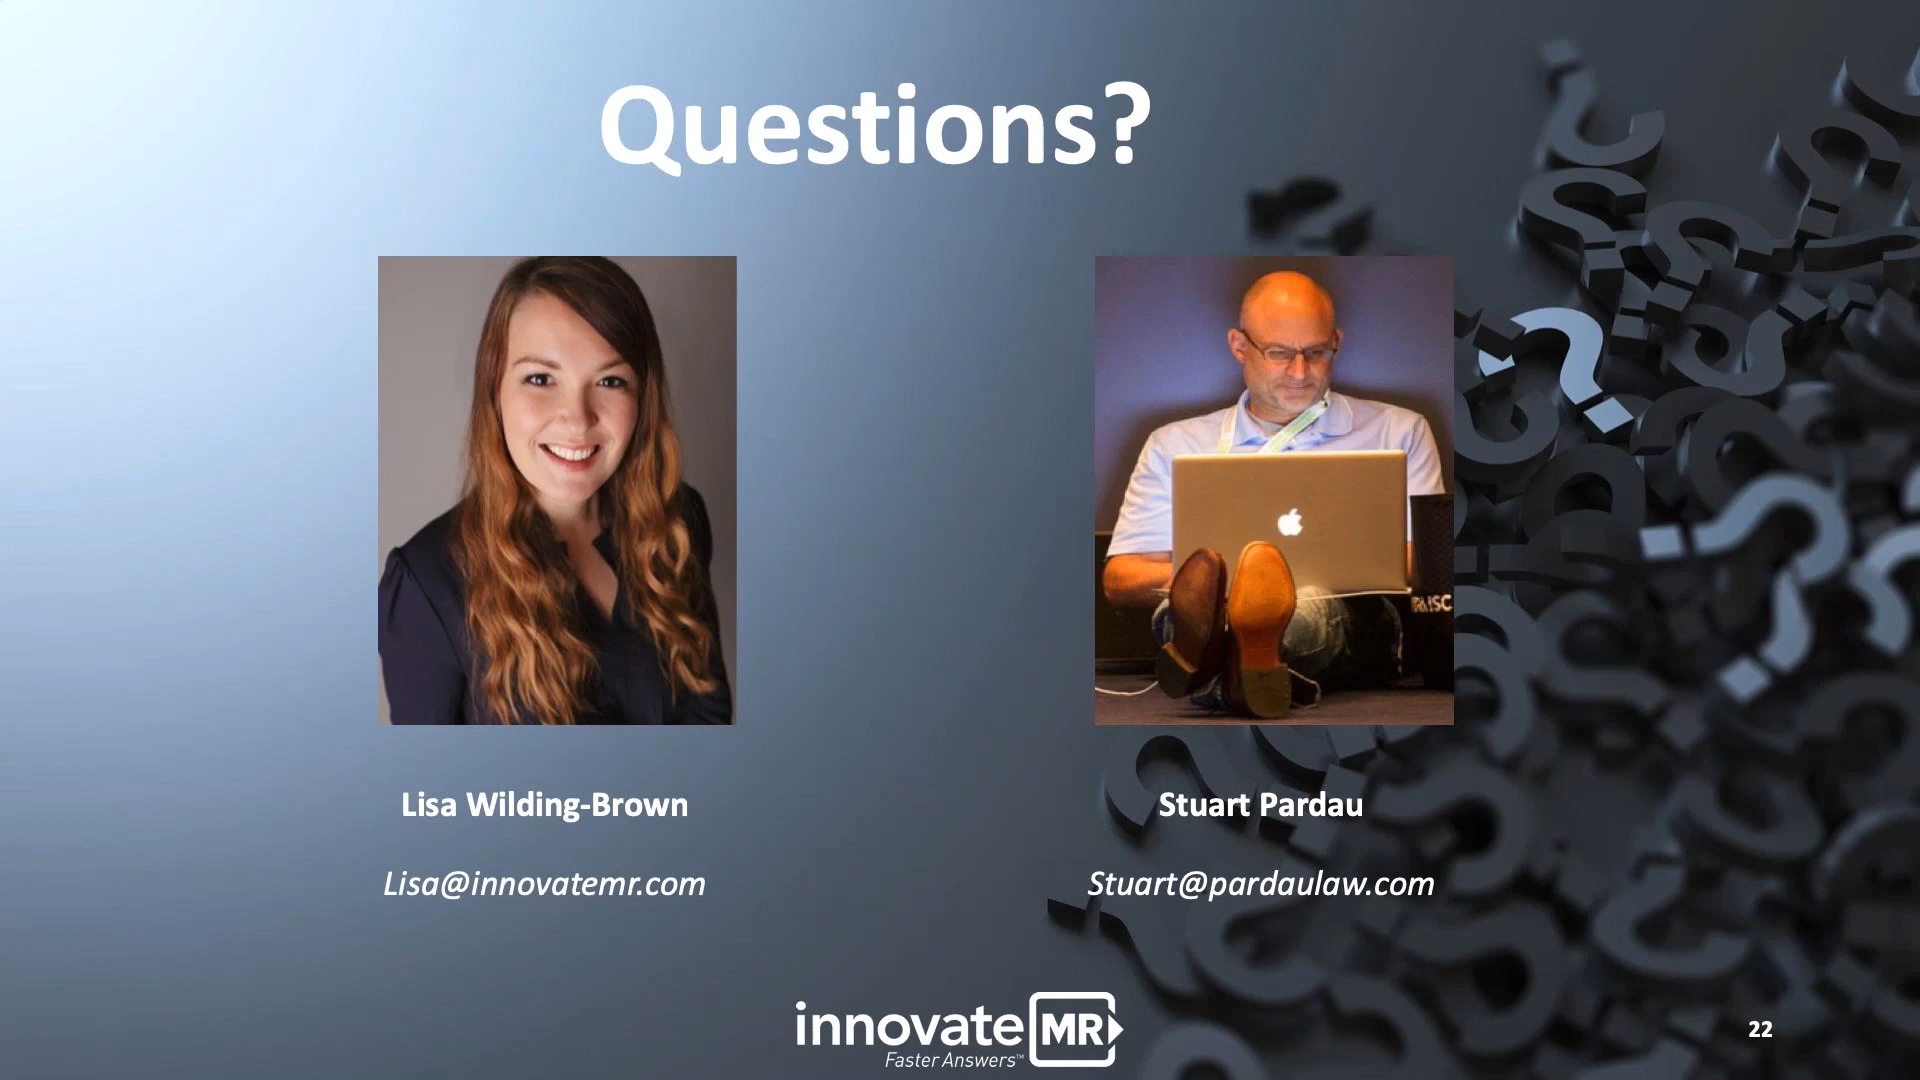 Questions?
Lisa Wilding-Brown
Stuart Pardau
Lisa@innovatemr.com
Stuart@pardaulaw.com
innovate MR
Faster Answers™
22